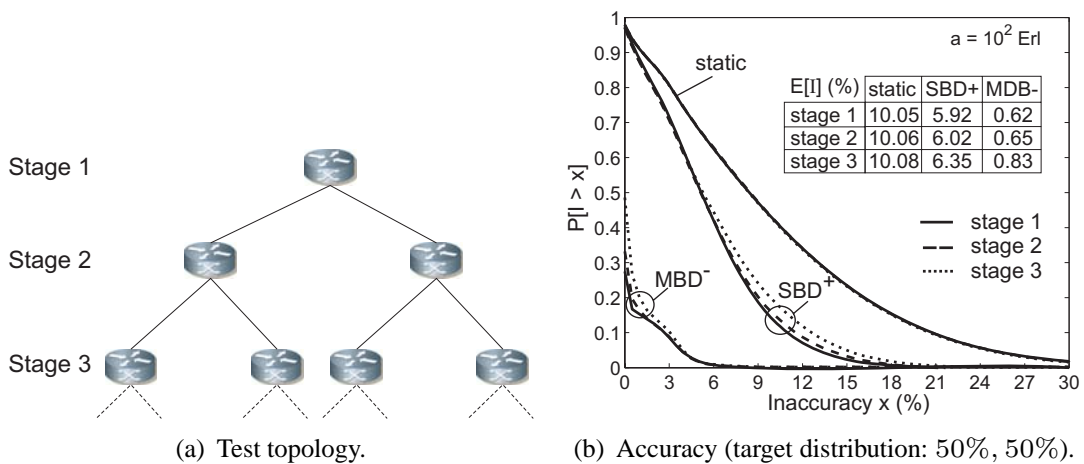 Stage 1
Stage 2
Stage 3
(a) Test topology.
1
0.9
0.8
0.7
0.6
0.5
0.4
0.3
0.2
0.1
0
P[I > x]
a = 10² Erl
static
E[I] (%) static SBD+ MDB-
stage 1 10.05 5.92 0.62
stage 2 10.06 6.02 0.65
stage 3 10.08 6.35 0.83
stage 1
stage 2
stage 3
MBD⁻
SBD⁺
0 3 6 9 12 15 18 21 24 27 30
Inaccuracy x (%)
(b) Accuracy (target distribution: 50%, 50%).